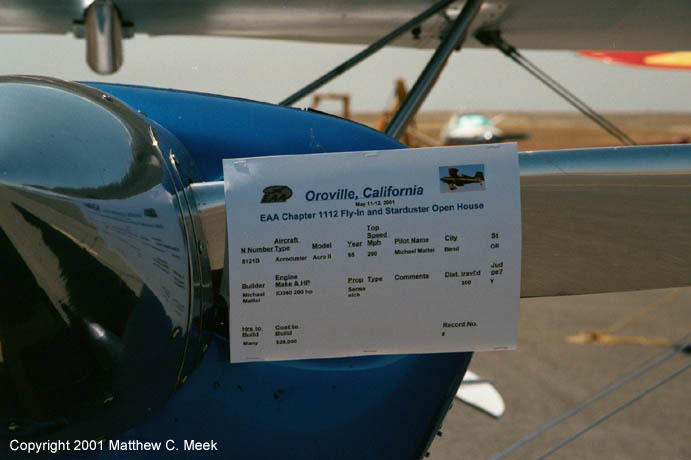 EAA
Oroville, California
May 11-12, 2001
EAA Chapter 1112 Fly-In and Starduster Open House
N.Number Aircraft Type Model Year Top Speed Mph Pilot Name City St
8121B Acroduster Acro II 95 200 Michael Mattei Bend OR
Builder Engine Make & HP Prop Type Comments Dist. trav'l'd Judge?
Michael Mattei IO360 200 hp Sensenich 300 Y
Hrs to. Build Cost to. Build Record No.
Many $28,000
Copyright 2001 Matthew C. Meek